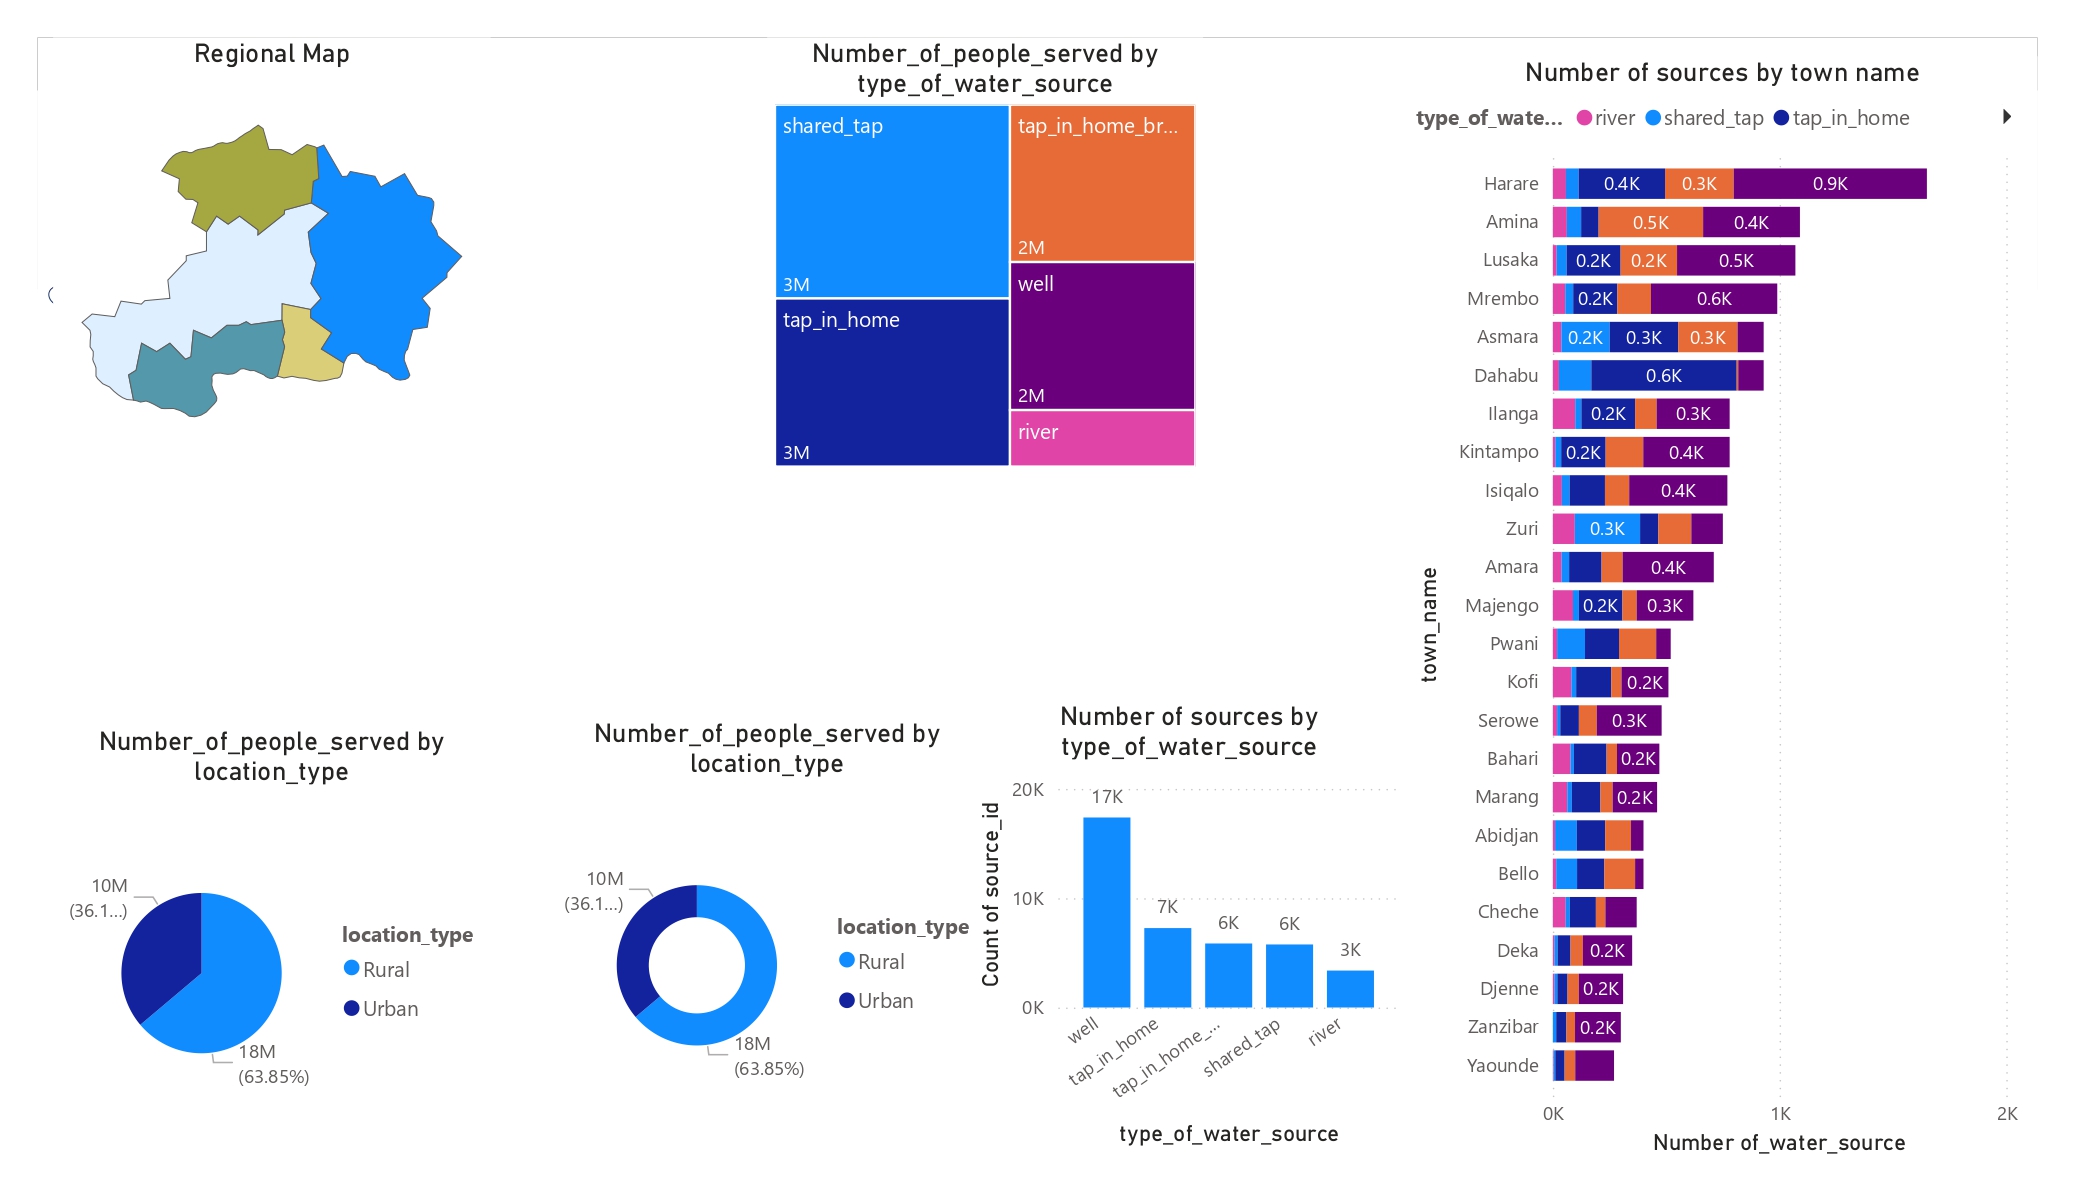 Regional Map
Number_of_people_served by
type_of_water_source
shared_tap
3M
tap_in_home
3M
tap_in_home_br...
2M
well
2M
river
Number of sources by town name
type_of_wate... river shared_tap tap_in_home
town_name
Harare 0.4K 0.3K 0.9K
Amina 0.5K 0.4K
Lusaka 0.2K 0.2K 0.5K
Mrembo 0.2K 0.6K
Asmara 0.2K 0.3K 0.3K
Dahabu 0.6K
Ilanga 0.2K 0.3K
Kintampo 0.2K 0.4K
Isiqalo 0.4K
Zuri 0.3K
Amara 0.4K
Majengo 0.2K 0.3K
Pwani
Kofi 0.2K
Serowe 0.3K
Bahari 0.2K
Marang 0.2K
Abidjan
Bello
Cheche
Deka 0.2K
Djenne 0.2K
Zanzibar 0.2K
Yaounde
0K 1K 2K
Number of_water_source
Number_of_people_served by
location_type
10M
(36.1...)
18M
(63.85%)
location_type
Rural
Urban
Number_of_people_served by
location_type
10M
(36.1...)
18M
(63.85%)
location_type
Rural
Urban
Number of sources by
type_of_water_source
Count of source_id
20K
10K
0K
17K
7K
6K
6K
3K
well
tap_in_home
tap_in_home_...
shared_tap
river
type_of_water_source